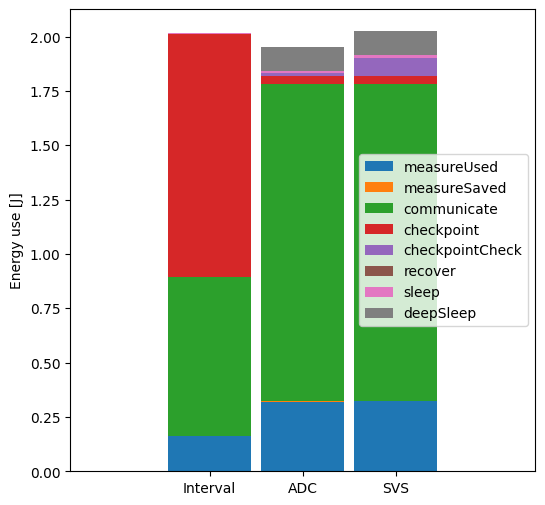 Energy use [J]
2.00
1.75
1.50
1.25
1.00
0.75
0.50
0.25
0.00
Interval
ADC
SVS
measureUsed
measureSaved
communicate
checkpoint
checkpointCheck
recover
sleep
deepSleep